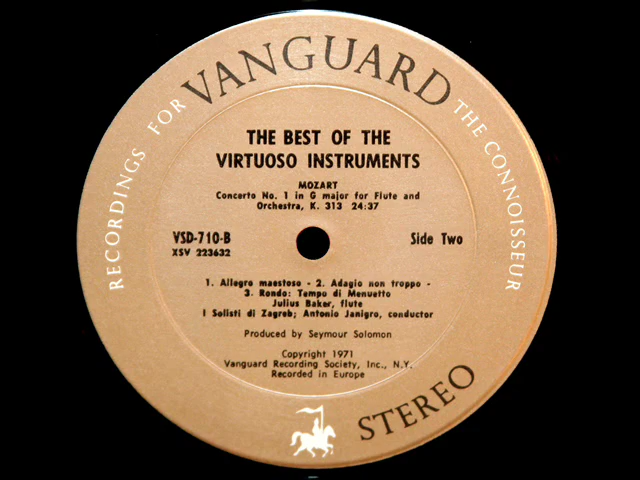 RECORDINGS FOR VANGUARD THE CONNOISSEUR
THE BEST OF THE
VIRTUOSO INSTRUMENTS
MOZART
Concerto No. 1 in G major for Flute and
Orchestra, K. 313 24:37
VSD-710-B
XSV 223632
Side Two
1. Allegro maestoso - 2. Adagio non troppo -
3. Rondo: Tempo di Menuetto
Julius Baker, flute
I Solisti di Zagreb; Antonio Janigro, conductor
Produced by Seymour Solomon
Copyright 1971
Vanguard Recording Society, Inc., N.Y.
Recorded in Europe
STEREO